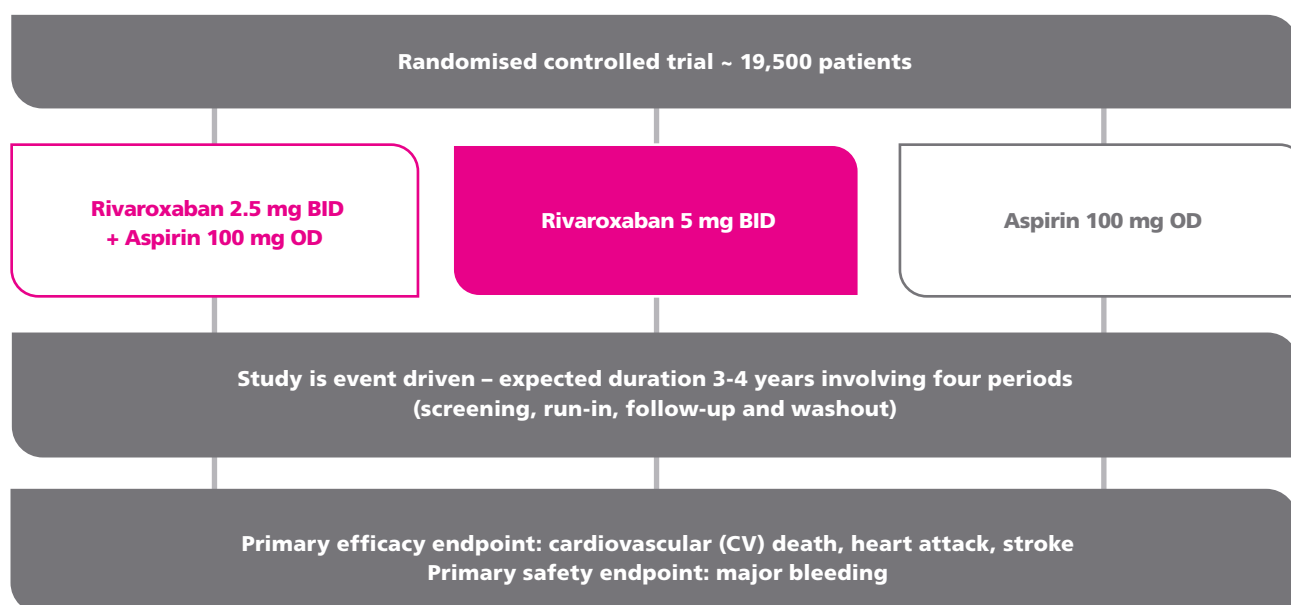 Randomised controlled trial ~ 19,500 patients
Rivaroxaban 2.5 mg BID
+ Aspirin 100 mg OD
Rivaroxaban 5 mg BID
Aspirin 100 mg OD
Study is event driven – expected duration 3-4 years involving four periods
(screening, run-in, follow-up and washout)
Primary efficacy endpoint: cardiovascular (CV) death, heart attack, stroke
Primary safety endpoint: major bleeding